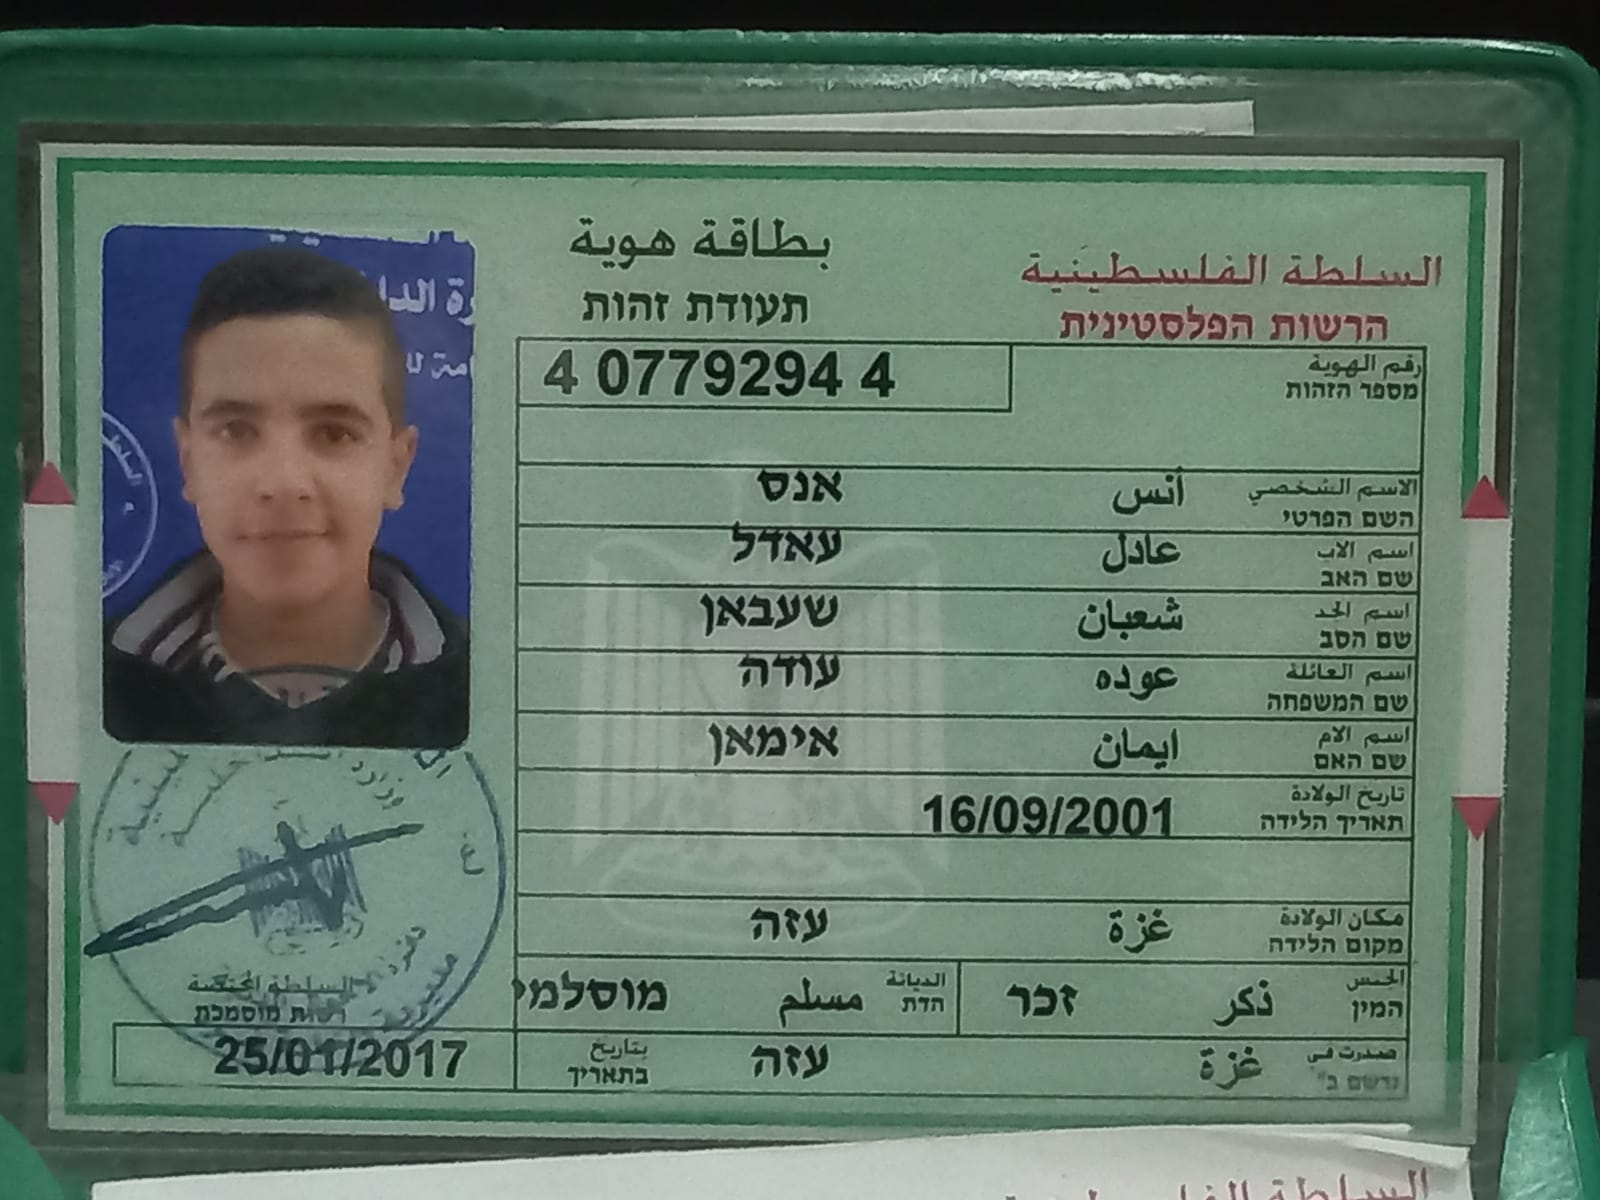 بطاقة هوية
תעודת זהות
السلطة الفلسطينية
הרשות הפלסטינית
رقم الهوية
מספר הזהות
4 0779294 4
الاسم الشخصي أنس אנס
השם הפרטי
اسم الاب عادل עאדל
שם האב
اسم الجد شعبان שעבאן
שם הסב
اسم العائلة عوده עודה
שם המשפחה
اسم الام ايمان אימאן
שם האם
تاريخ الولادة 16/09/2001
תאריך הלידה
مكان الولادة غزة עזה
מקום הלידה
الجنس ذكر זכר الديانة مسلم מוסלמי
המין הדת
صدرت في غزة עזה بتاريخ 25/01/2017
נרשם ב" בתאריך
السلطة المختصة
רשות מוסמכת
وزارة
السلطة الفلسطينية